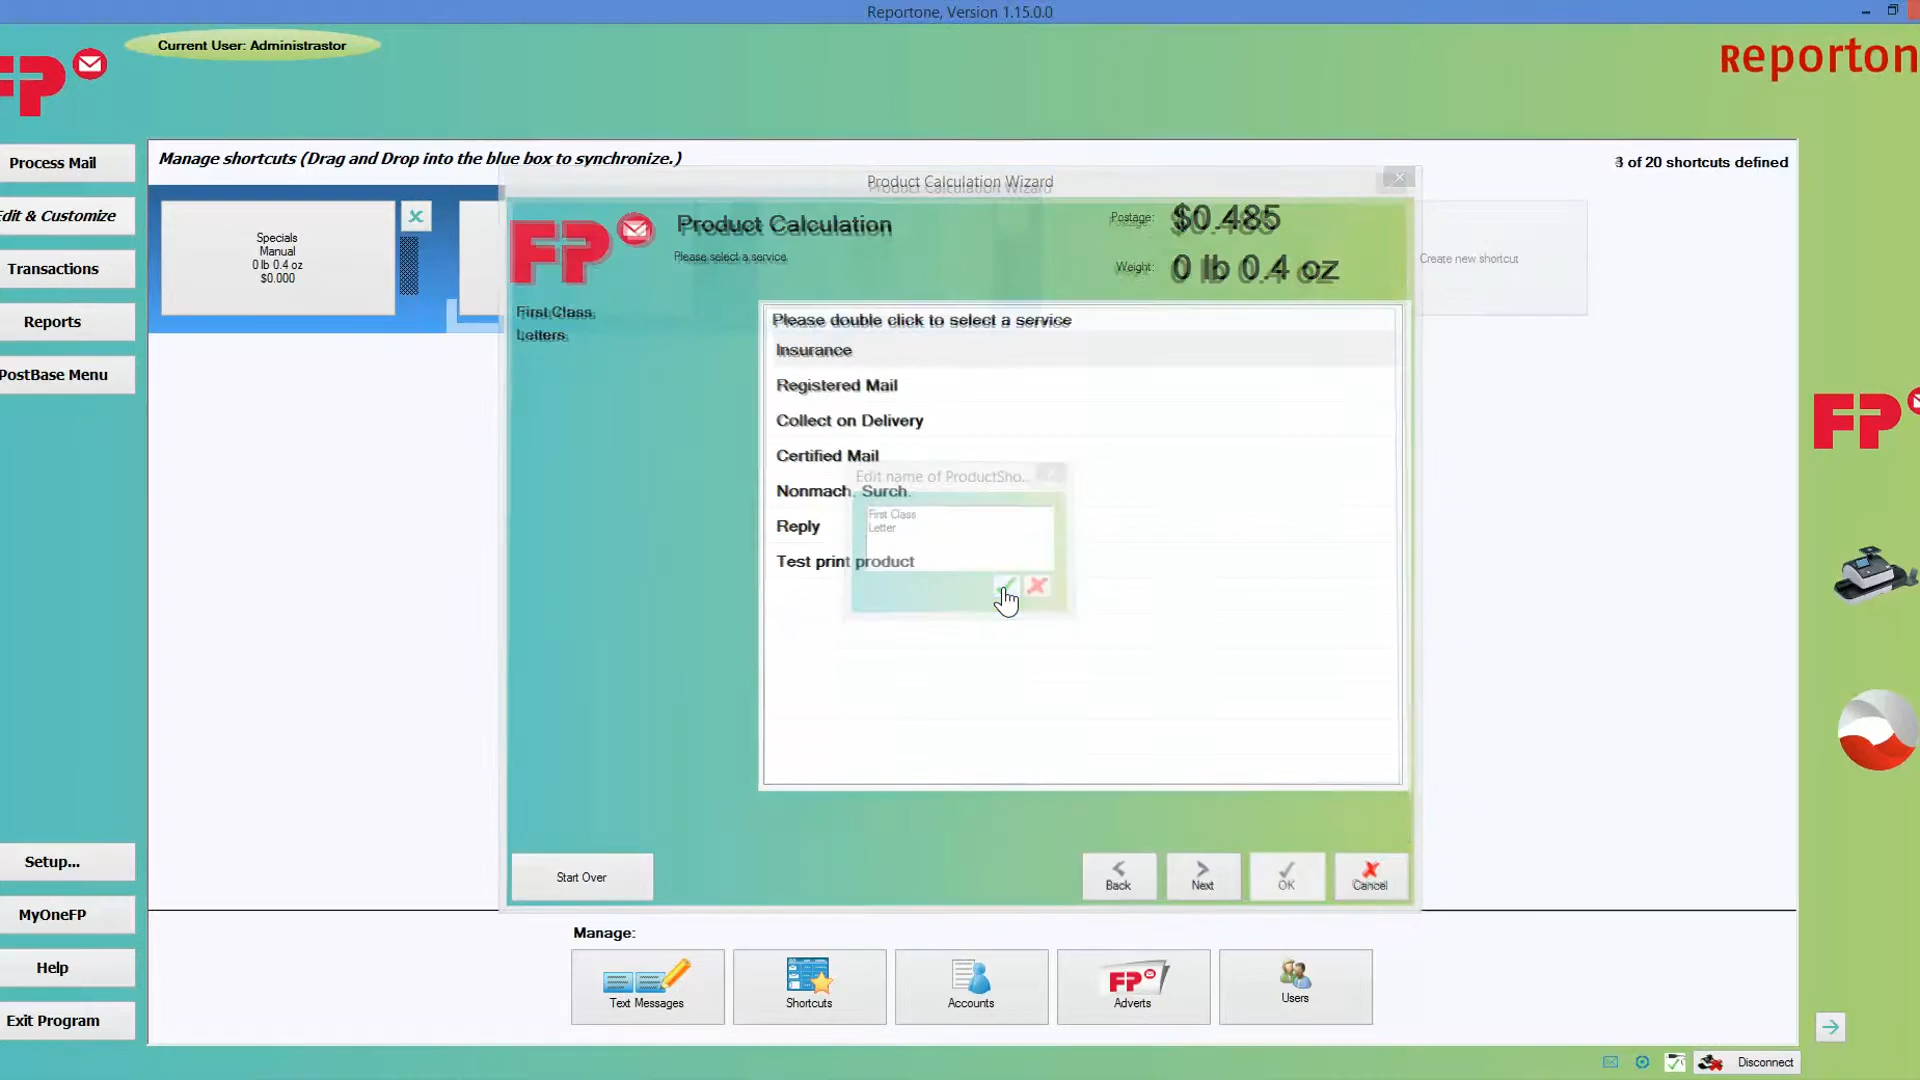 Reportone, Version 1.15.0.0
Current User: Administrastor
FP
Reporton
Process Mail
Edit & Customize
Transactions
Reports
PostBase Menu
Setup...
MyOneFP
Help
Exit Program
Manage shortcuts (Drag and Drop into the blue box to synchronize.)
3 of 20 shortcuts defined
Specials
Manual
0 lb 0.4 oz
$0.000
Create new shortcut
Product Calculation Wizard
FP
Product Calculation
Please select a service.
Postage: $0.485
Weight: 0 lb 0.4 oz
First Class,
Letters,
Please double click to select a service
Insurance
Registered Mail
Collect on Delivery
Certified Mail
Nonmach. Surch.
Reply
Test print product
Edit name of ProductSho...
First Class
Letter
Start Over
Back
Next
OK
Cancel
FP
Manage:
Text Messages
Shortcuts
Accounts
FP
Adverts
Users
Disconnect